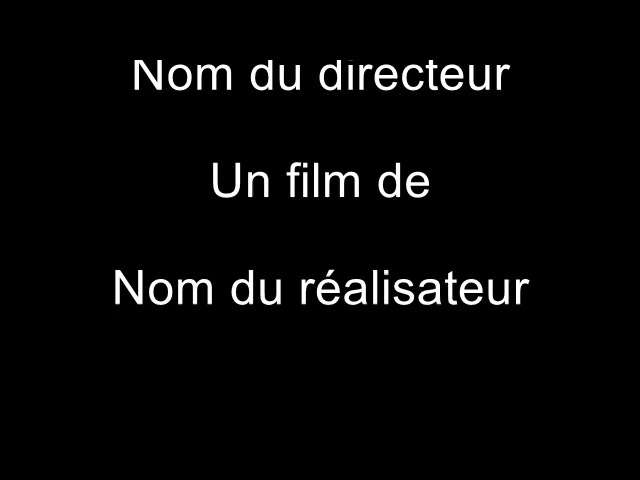 Nom du directeur
Un film de
Nom du réalisateur